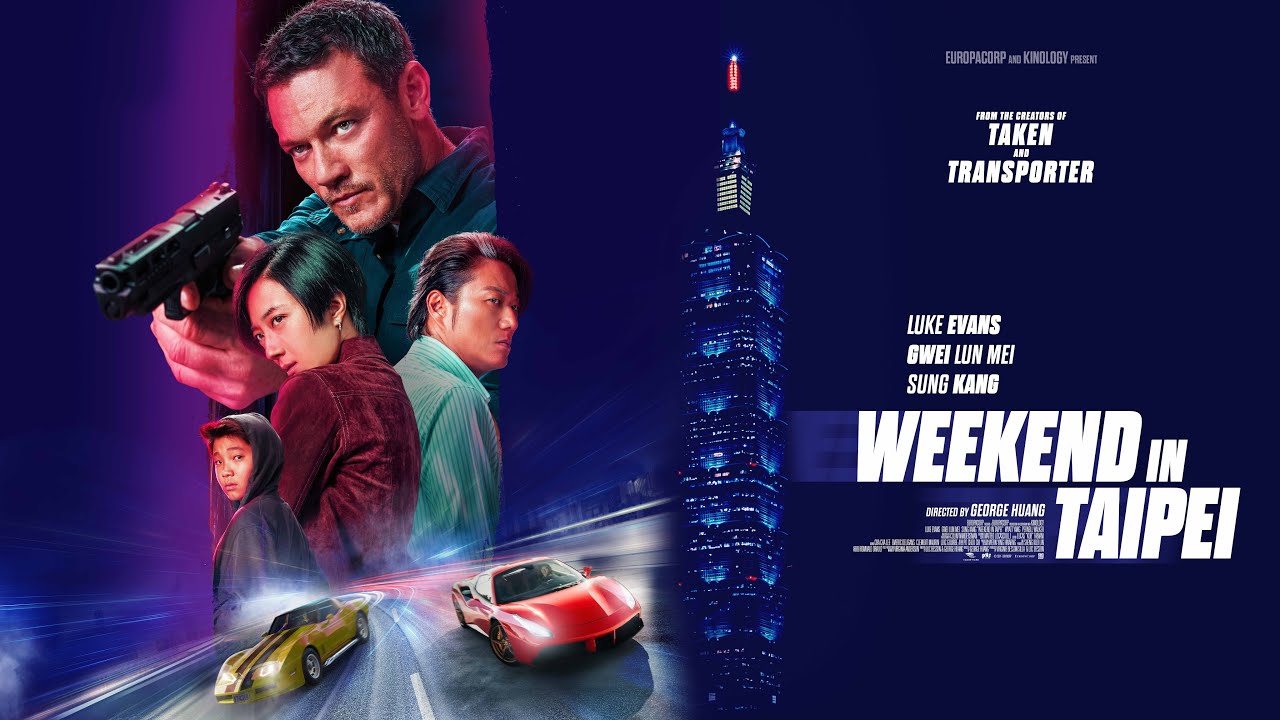 EUROPACORP AND KINOLOGY PRESENT
FROM THE CREATORS OF
TAKEN
AND
TRANSPORTER
LUKE EVANS
GWEI LUN MEI
SUNG KANG
WEEKEND IN
TAIPEI
DIRECTED BY GEORGE HUANG